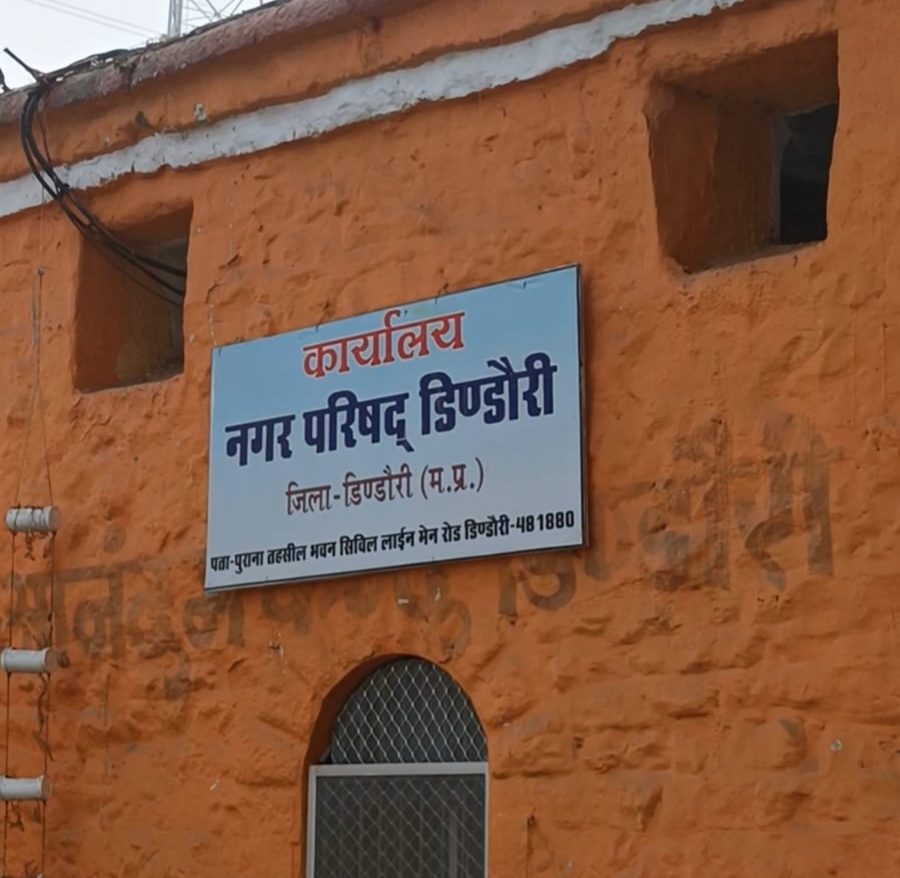 कार्यालय
नगर परिषद् डिण्डौरी
जिला-डिण्डौरी (म.प्र.)
पता-पुराना तहसील भवन सिविल लाईन मेन रोड डिण्डौरी-481880